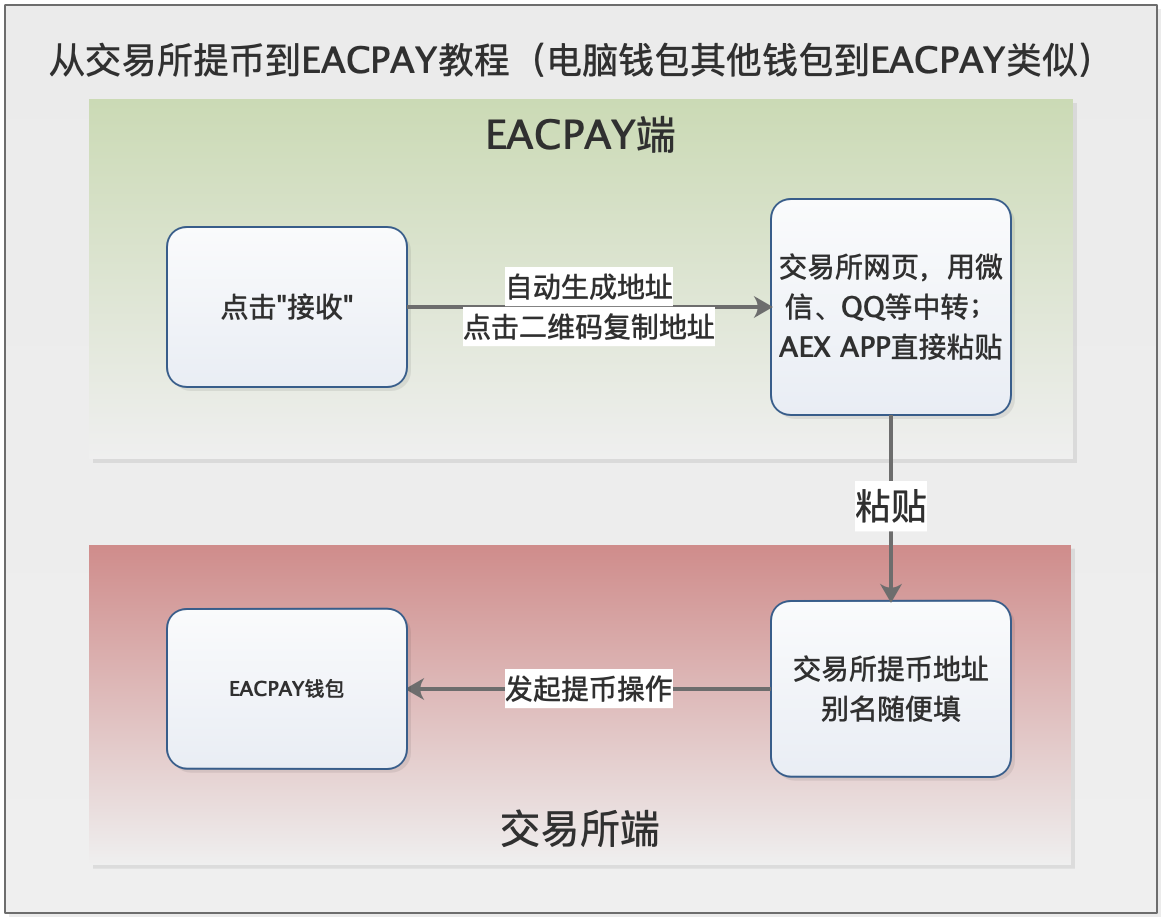 从交易所提币到EACPAY教程（电脑钱包其他钱包到EACPAY类似）
EACPAY端
点击"接收"
自动生成地址
点击二维码复制地址
交易所网页，用微
信、QQ等中转；
AEX APP直接粘贴
粘贴
交易所提币地址
别名随便填
发起提币操作
EACPAY钱包
交易所端